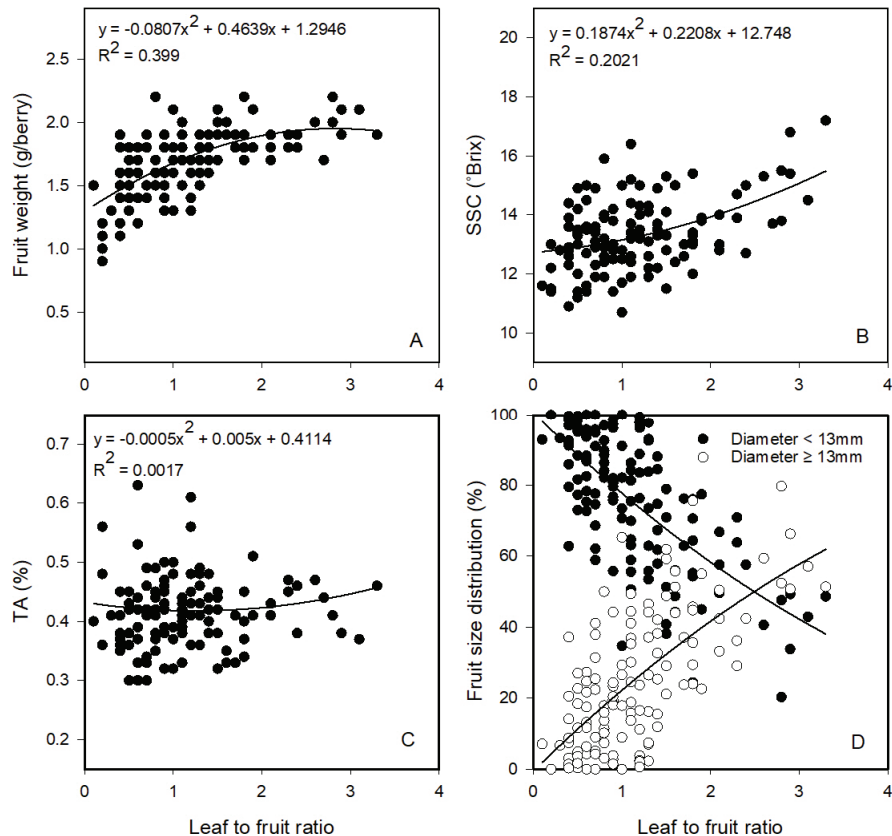 y = -0.0807x² + 0.4639x + 1.2946
R² = 0.399
2.5
2.0
1.5
1.0
0.5
Fruit weight (g/berry)
A
0 1 2 3 4
y = 0.1874x² + 0.2208x + 12.748
R² = 0.2021
20
18
16
14
12
10
SSC (°Brix)
B
0 1 2 3 4
y = -0.0005x² + 0.005x + 0.4114
R² = 0.0017
0.7
0.6
0.5
0.4
0.3
0.2
TA (%)
C
0 1 2 3 4
Leaf to fruit ratio
Diameter < 13mm
Diameter ≥ 13mm
100
80
60
40
20
0
Fruit size distribution (%)
D
0 1 2 3 4
Leaf to fruit ratio